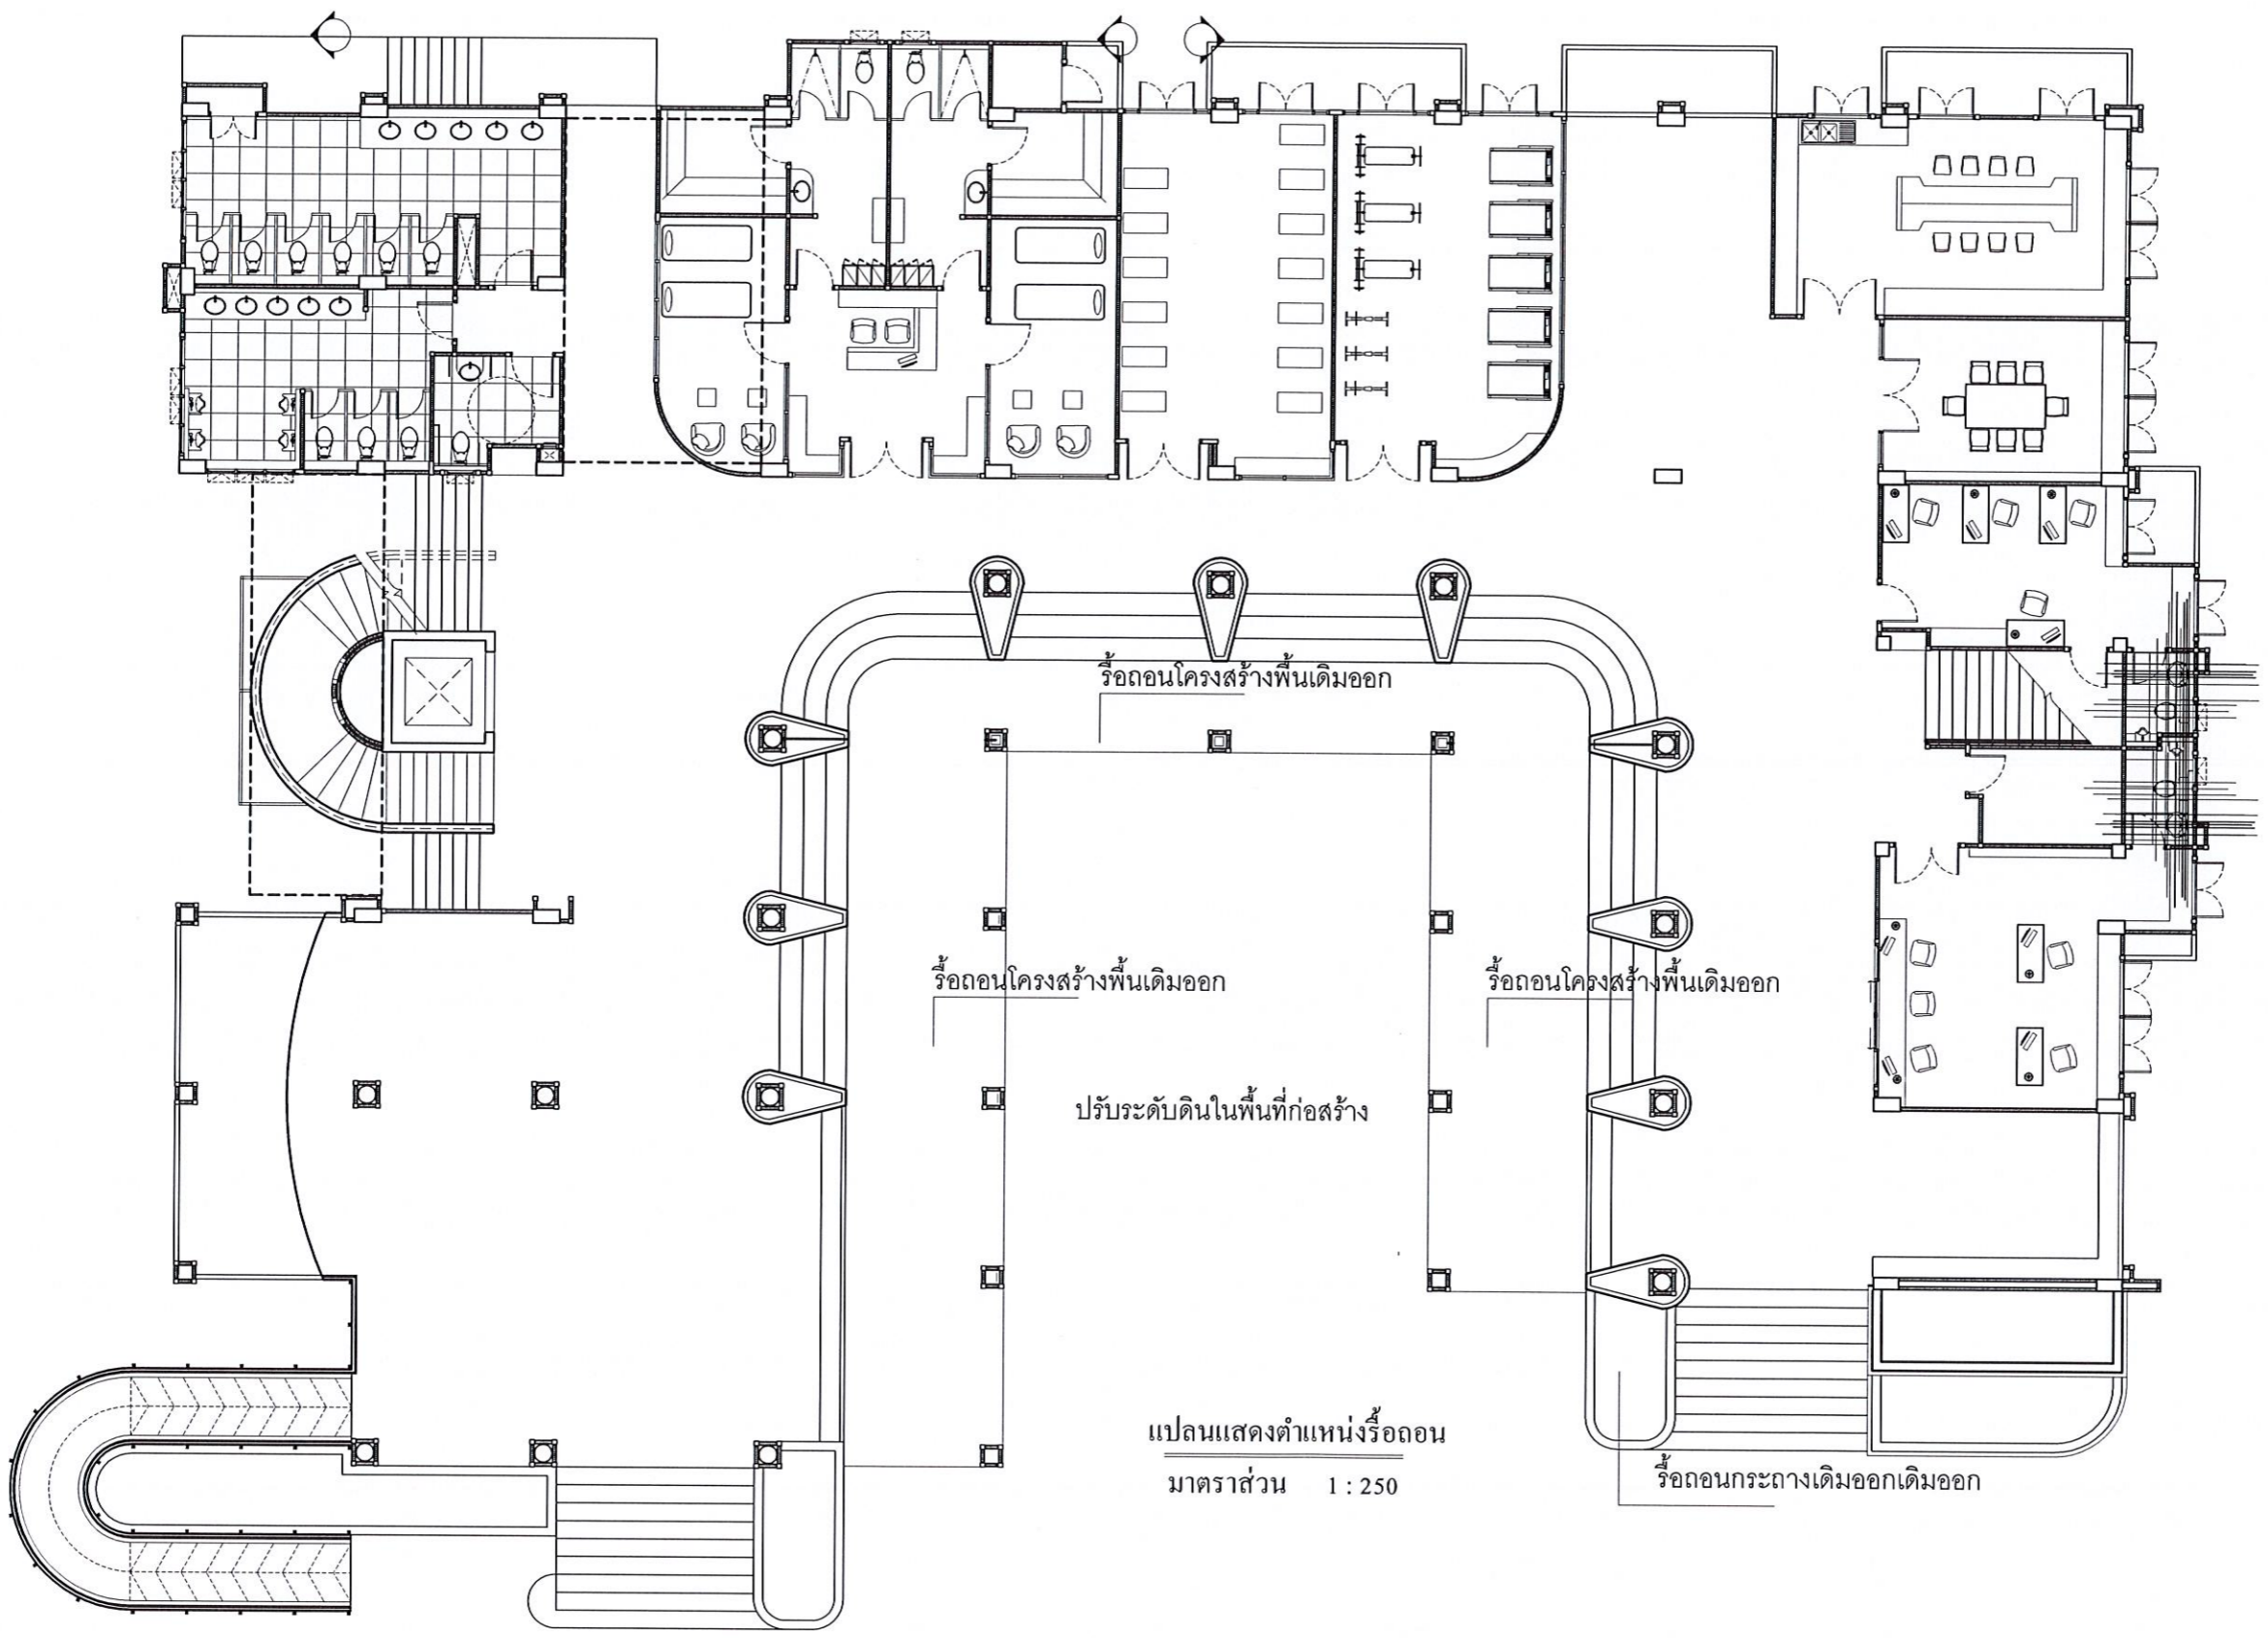 รื้อถอนโครงสร้างพื้นเดิมออก
รื้อถอนโครงสร้างพื้นเดิมออก
รื้อถอนโครงสร้างพื้นเดิมออก
ปรับระดับดินในพื้นที่ก่อสร้าง
แปลนแสดงตำแหน่งรื้อถอน
มาตราส่วน 1 : 250
รื้อถอนกระถางเดิมออกเดิมออก